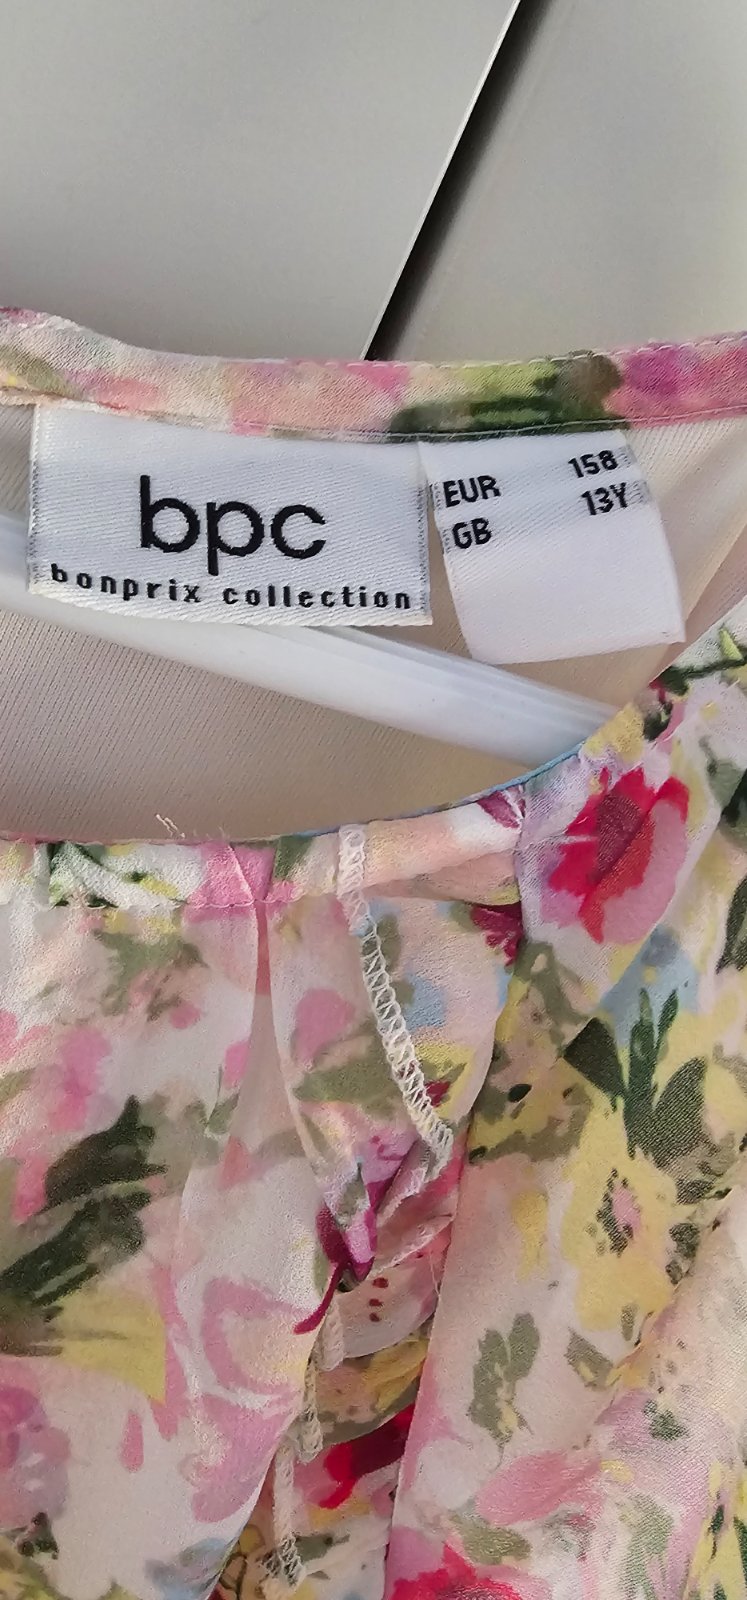 bpc
bonprix collection
EUR 158
GB 13Y